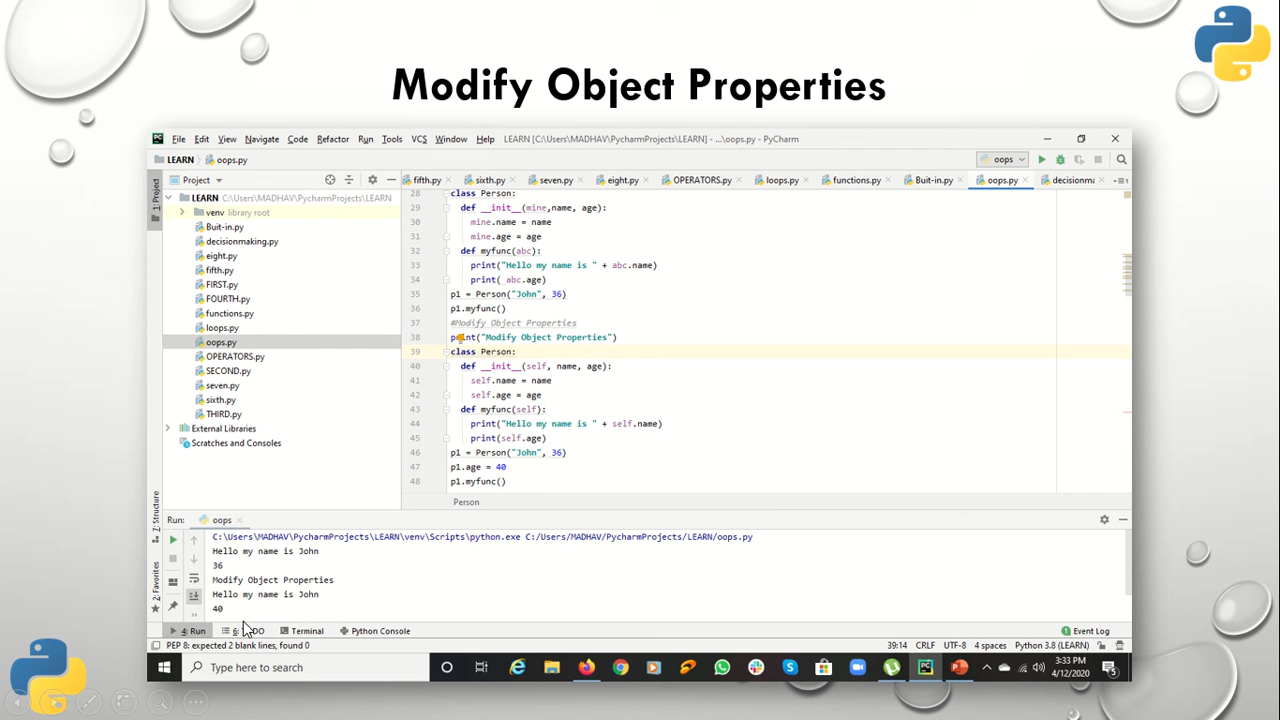 Modify Object Properties
File Edit View Navigate Code Refactor Run Tools VCS Window Help LEARN [C:\Users\MADHAV\PycharmProjects\LEARN] - ...\oops.py - PyCharm
LEARN oops.py oops
Project fifth.py sixth.py seven.py eight.py OPERATORS.py loops.py functions.py Buit-in.py oops.py decisionma
1: Project
LEARN C:\Users\MADHAV\PycharmProjects\LEARN
venv library root
Buit-in.py
decisionmaking.py
eight.py
fifth.py
FIRST.py
FOURTH.py
functions.py
loops.py
oops.py
OPERATORS.py
SECOND.py
seven.py
sixth.py
THIRD.py
External Libraries
Scratches and Consoles
28 class Person:
29 def __init__(mine,name, age):
30 mine.name = name
31 mine.age = age
32 def myfunc(abc):
33 print("Hello my name is " + abc.name)
34 print( abc.age)
35 p1 = Person("John", 36)
36 p1.myfunc()
37 #Modify Object Properties
38 print("Modify Object Properties")
39 class Person:
40 def __init__(self, name, age):
41 self.name = name
42 self.age = age
43 def myfunc(self):
44 print("Hello my name is " + self.name)
45 print(self.age)
46 p1 = Person("John", 36)
47 p1.age = 40
48 p1.myfunc()
Person
Z: Structure
2: Favorites
Run: oops
C:\Users\MADHAV\PycharmProjects\LEARN\venv\Scripts\python.exe C:/Users/MADHAV/PycharmProjects/LEARN/oops.py
Hello my name is John
36
Modify Object Properties
Hello my name is John
40
4: Run 6: DO Terminal Python Console Event Log
PEP 8: expected 2 blank lines, found 0 39:14 CRLF UTF-8 4 spaces Python 3.8 (LEARN)
Type here to search
3:33 PM
4/12/2020